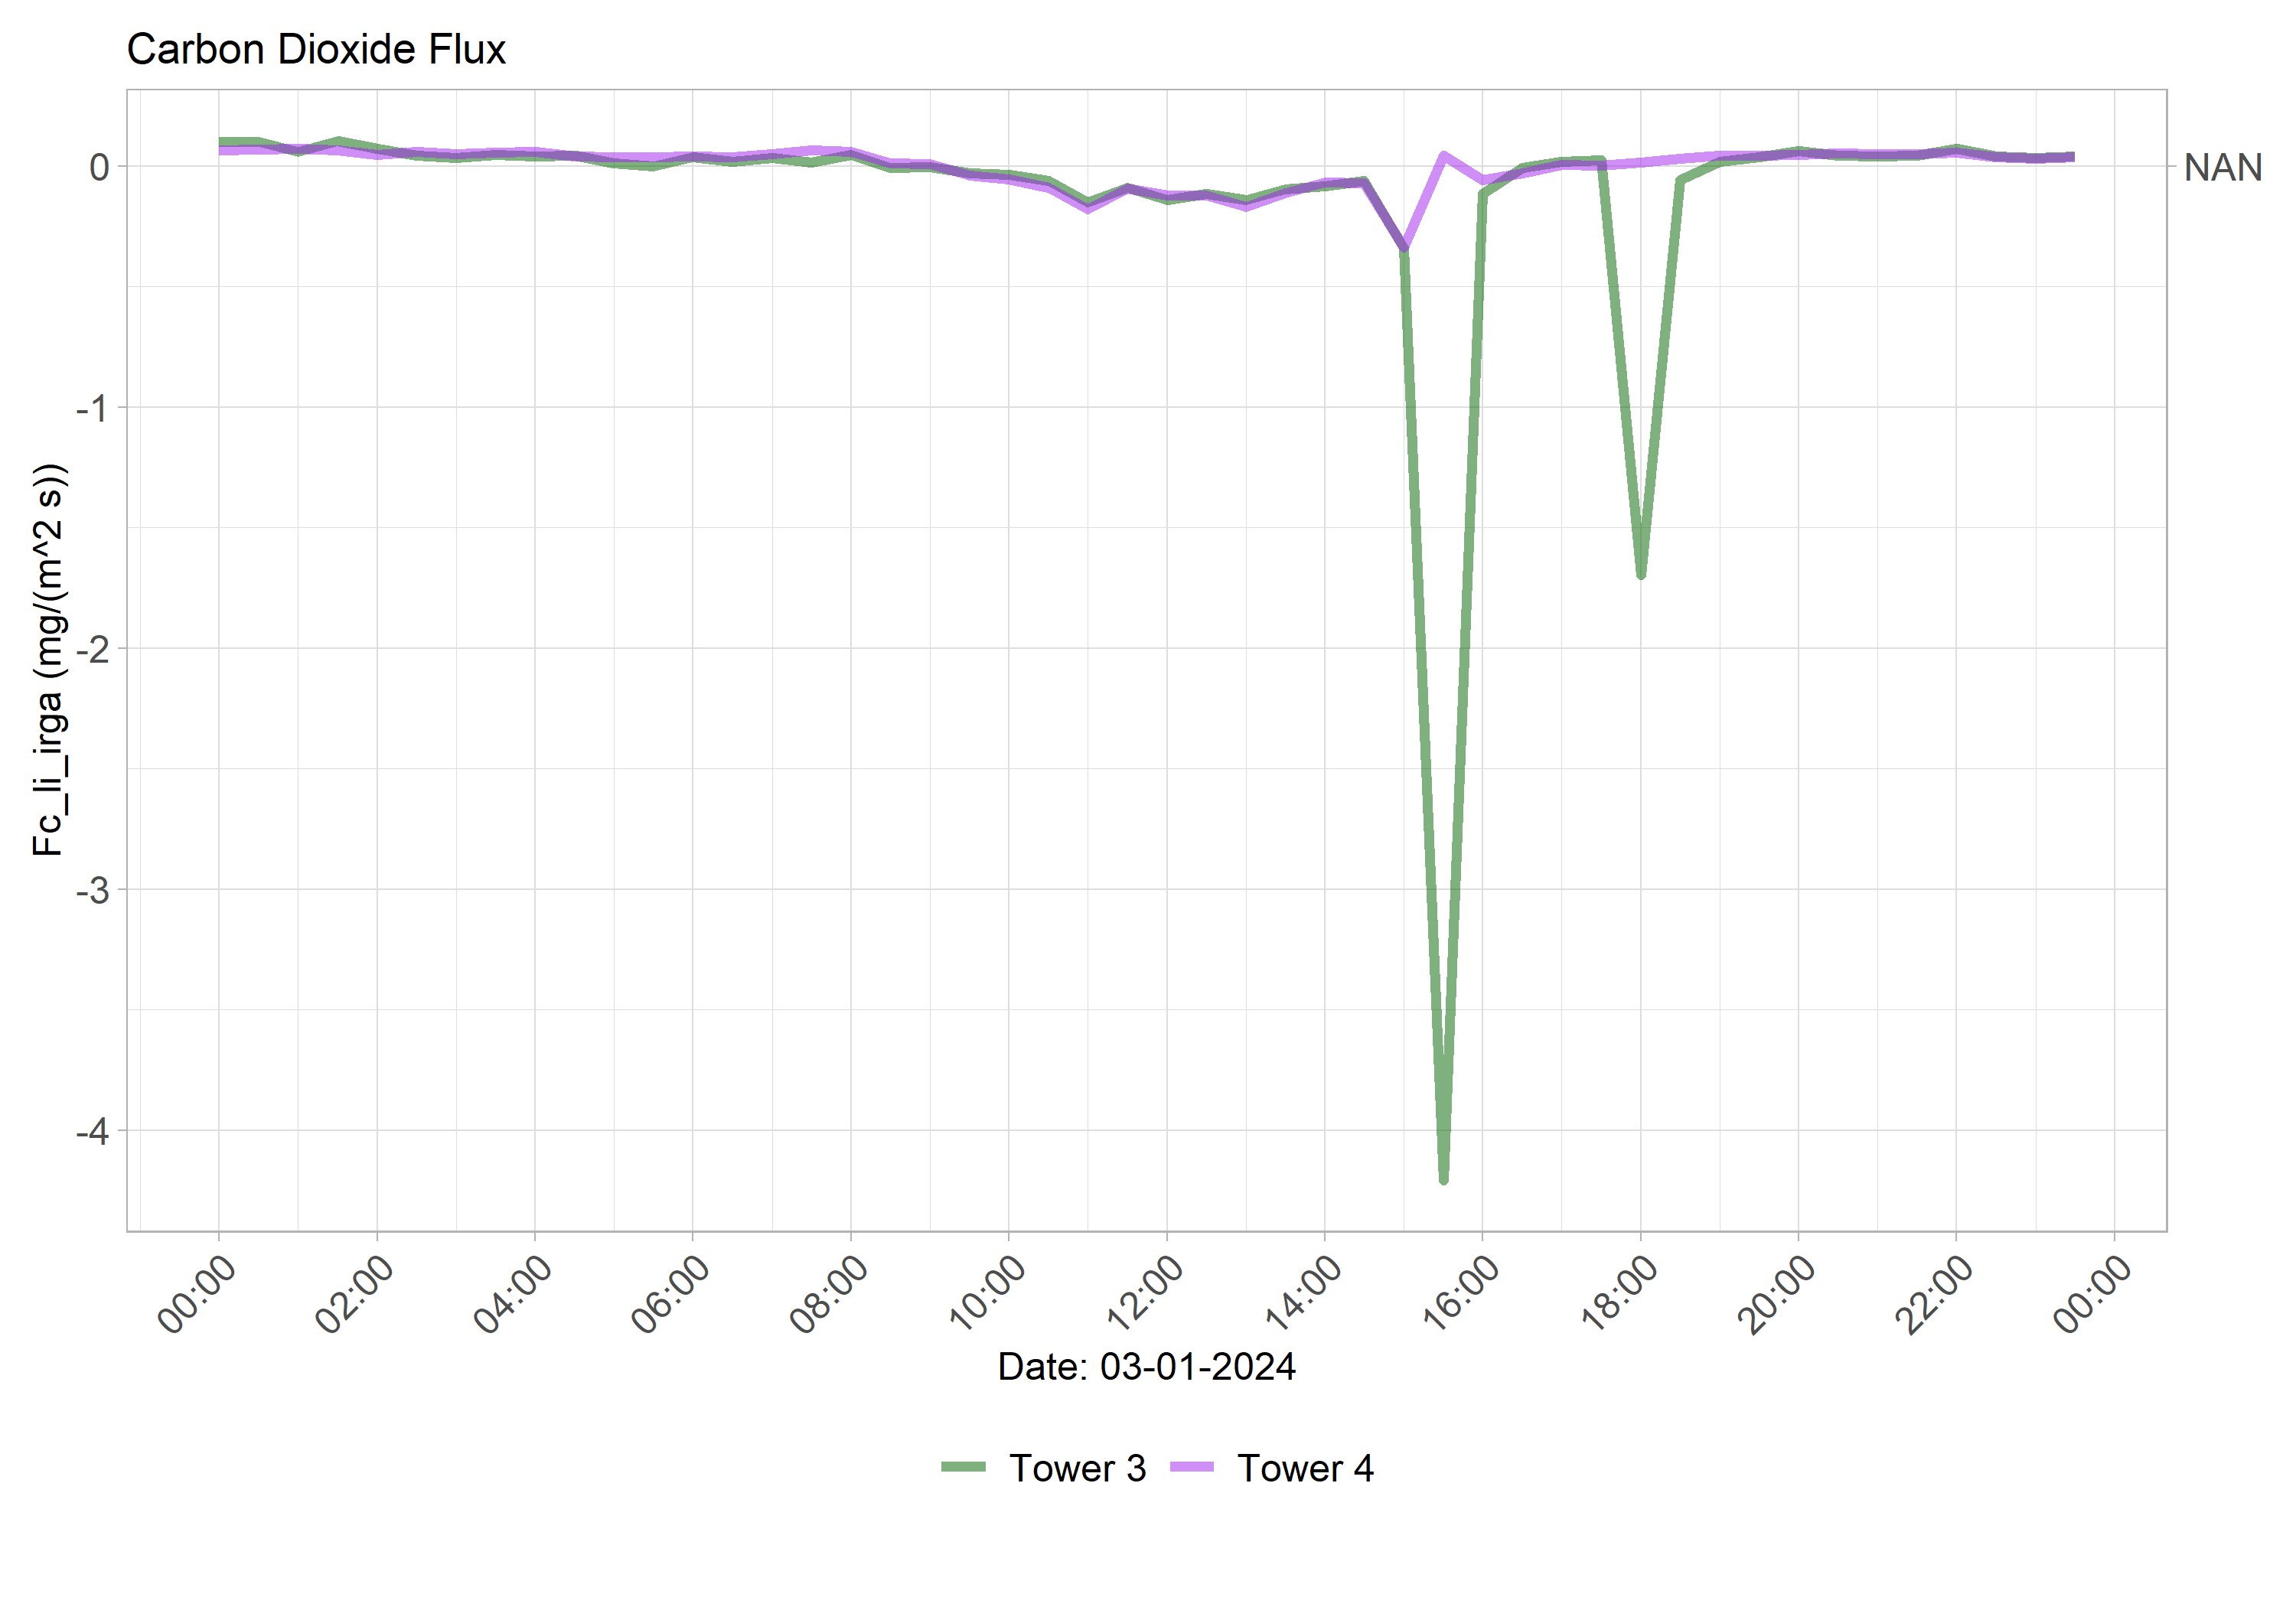 Carbon Dioxide Flux
0
NAN
-1
-2
-3
-4
Fc_li_irga (mg/(m^2 s))
00:00 02:00 04:00 06:00 08:00 10:00 12:00 14:00 16:00 18:00 20:00 22:00 00:00
Date: 03-01-2024
Tower 3 Tower 4